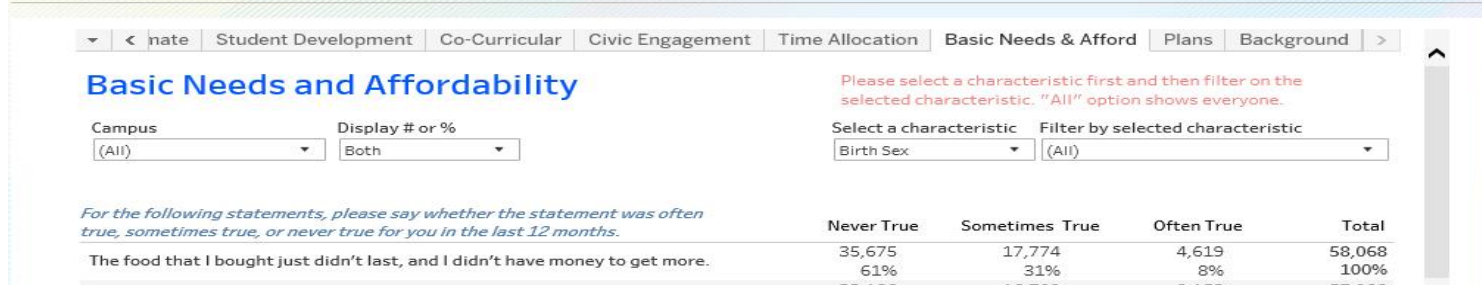 mate Student Development Co-Curricular Civic Engagement Time Allocation Basic Needs & Afford Plans Background
Basic Needs and Affordability
Please select a characteristic first and then filter on the
selected characteristic. "All" option shows everyone.
Campus Display # or % Select a characteristic Filter by selected characteristic
(All) Both Birth Sex (All)
For the following statements, please say whether the statement was often
true, sometimes true, or never true for you in the last 12 months.
Never True Sometimes True Often True Total
The food that I bought just didn't last, and I didn't have money to get more.
35,675 17,774 4,619 58,068
61% 31% 8% 100%